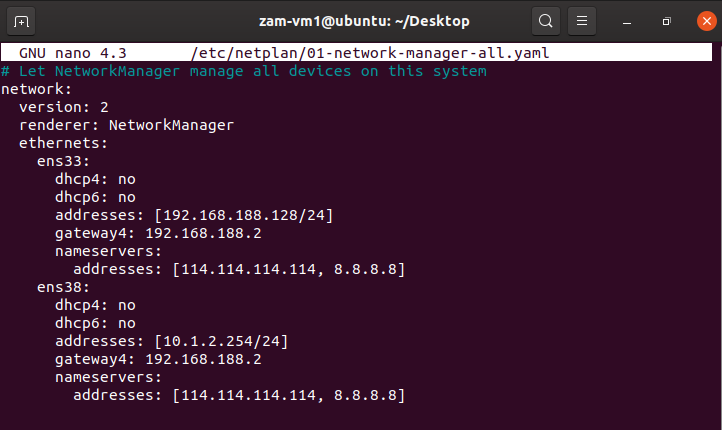 zam-vm1@ubuntu: ~/Desktop
GNU nano 4.3 /etc/netplan/01-network-manager-all.yaml
# Let NetworkManager manage all devices on this system
network:
  version: 2
  renderer: NetworkManager
  ethernets:
    ens33:
      dhcp4: no
      dhcp6: no
      addresses: [192.168.188.128/24]
      gateway4: 192.168.188.2
      nameservers:
        addresses: [114.114.114.114, 8.8.8.8]
    ens38:
      dhcp4: no
      dhcp6: no
      addresses: [10.1.2.254/24]
      gateway4: 192.168.188.2
      nameservers:
        addresses: [114.114.114.114, 8.8.8.8]